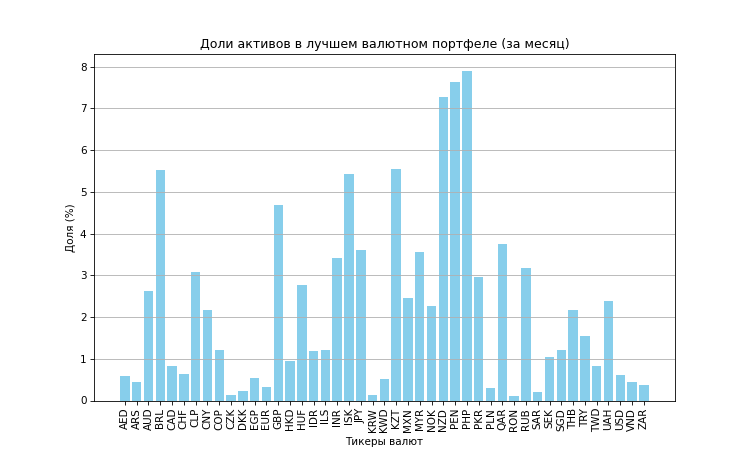 Доли активов в лучшем валютном портфеле (за месяц)
8
7
6
5
4
3
2
1
0
Доля (%)
AED
ARS
AUD
BRL
CAD
CHF
CLP
CNY
COP
CZK
DKK
EGP
EUR
GBP
HKD
HUF
IDR
ILS
INR
ISK
JPY
KRW
KWD
KZT
MXN
MYR
NOK
NZD
PEN
PHP
PKR
PLN
QAR
RON
RUB
SAR
SEK
SGD
THB
TRY
TWD
UAH
USD
VND
ZAR
Тикеры валют